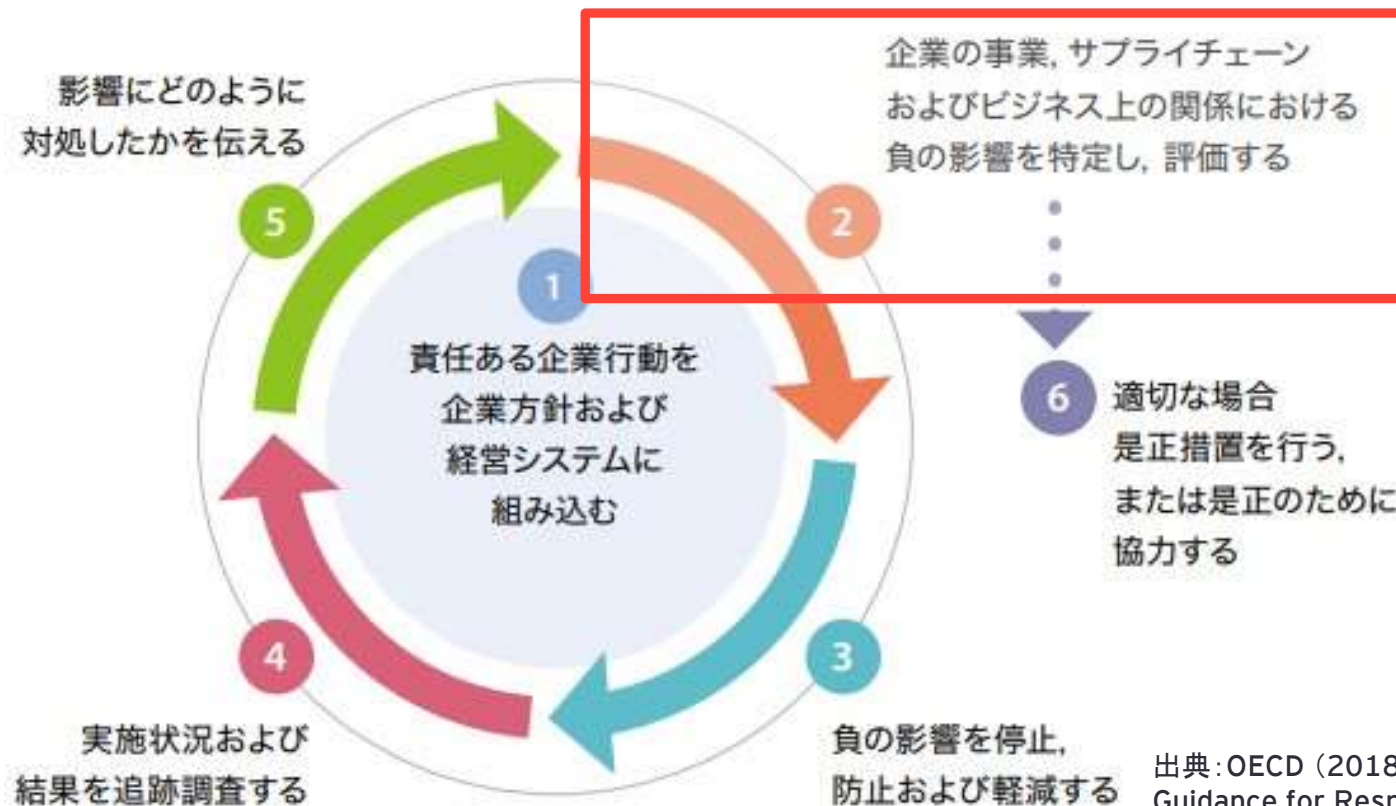 影響にどのように
対処したかを伝える
5
企業の事業, サプライチェーン
およびビジネス上の関係における
負の影響を特定し, 評価する
2
1
責任ある企業行動を
企業方針および
経営システムに
組み込む
6
適切な場合
是正措置を行う,
または是正のために
協力する
4
実施状況および
結果を追跡調査する
3
負の影響を停止,
防止および軽減する
出典:OECD(2018
Guidance for